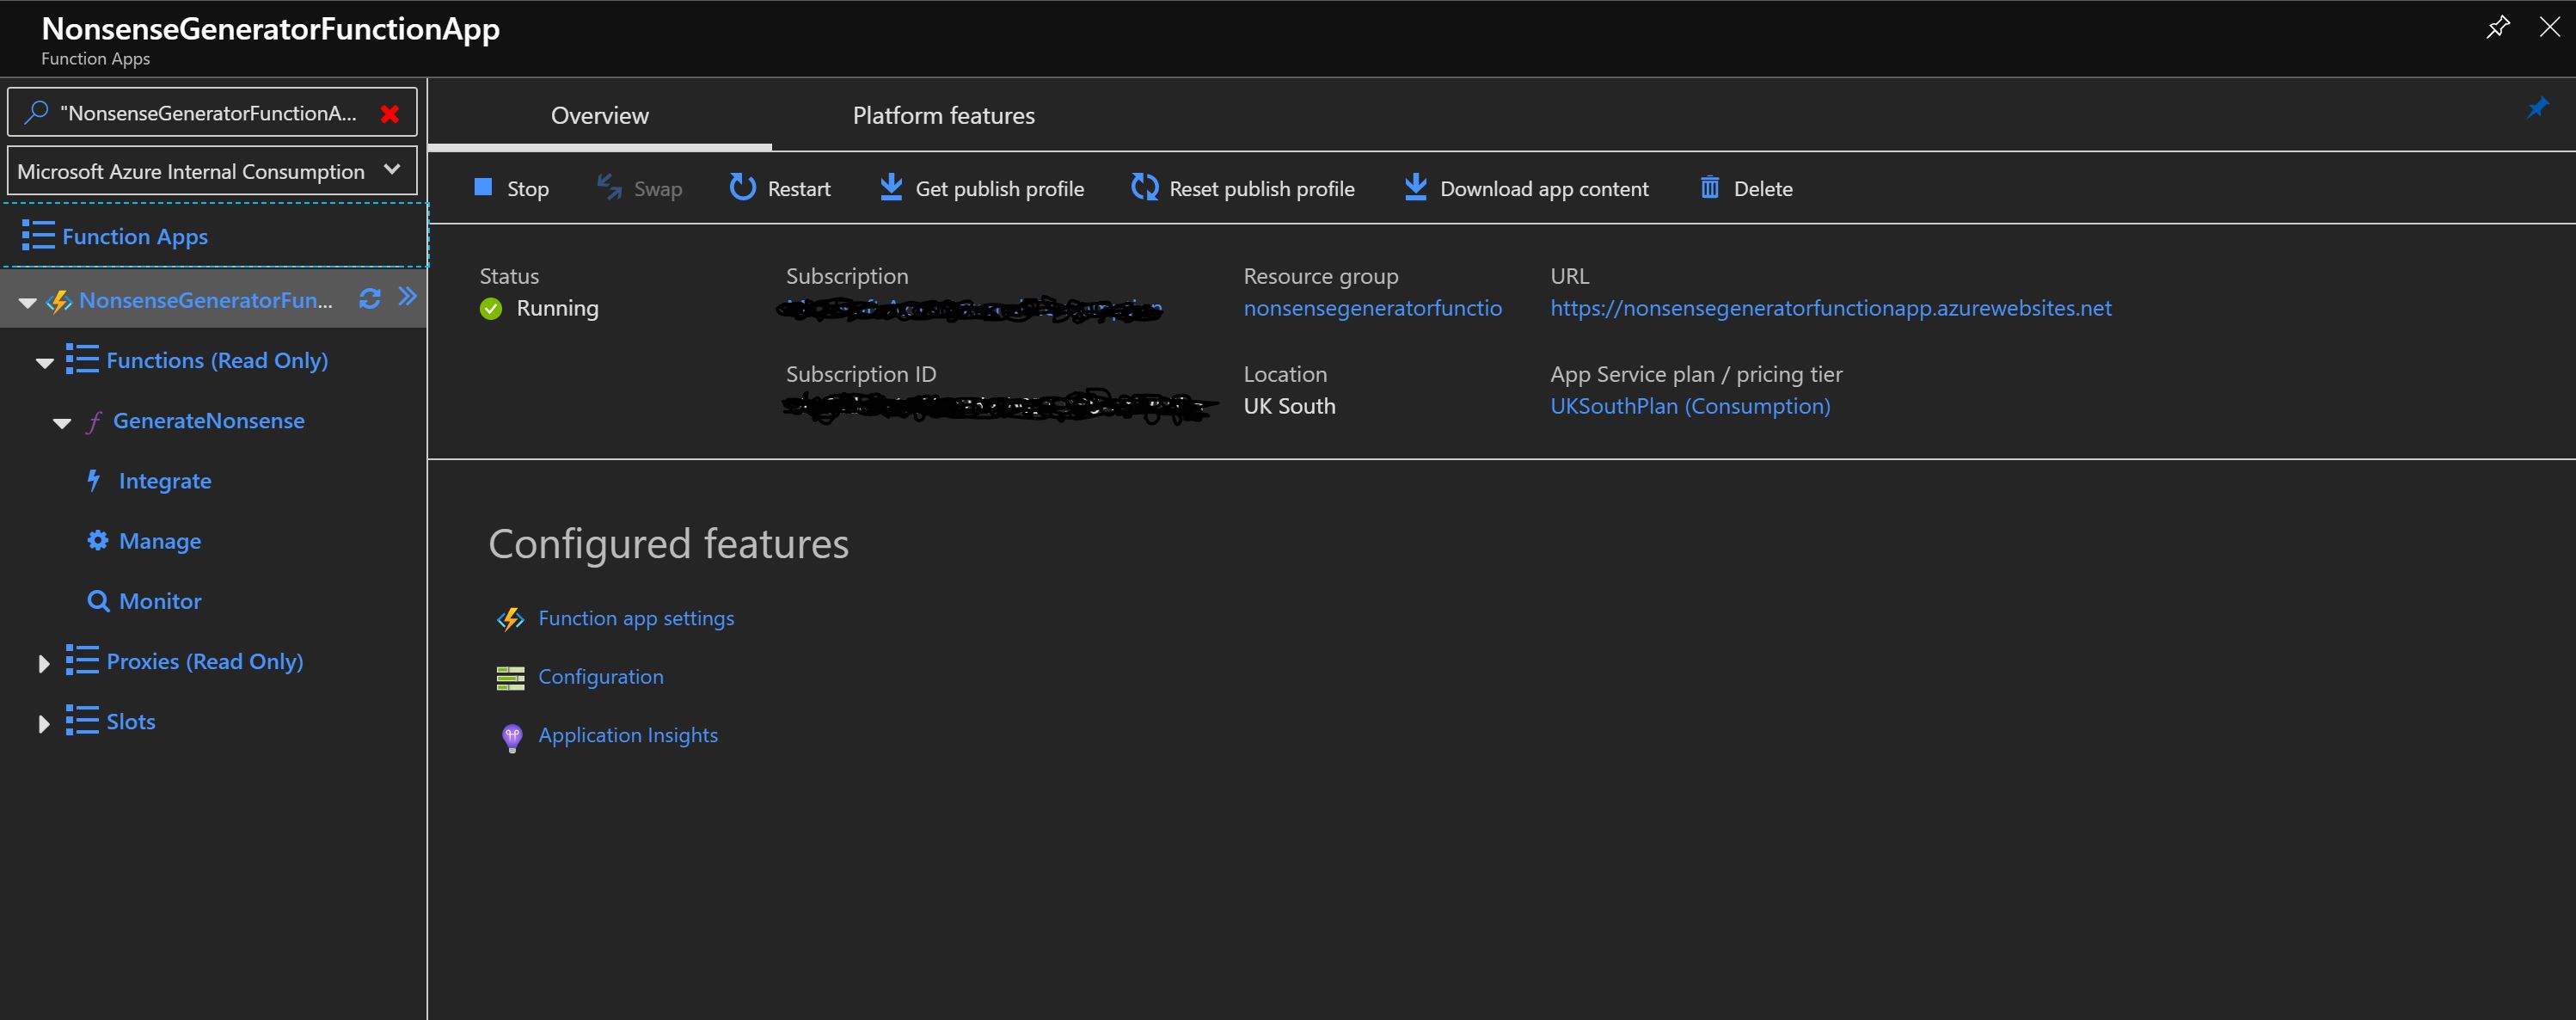 NonsenseGeneratorFunctionApp
Function Apps
"NonsenseGeneratorFunctionA...
Microsoft Azure Internal Consumption
Function Apps
NonsenseGeneratorFun...
Functions (Read Only)
GenerateNonsense
Integrate
Manage
Monitor
Proxies (Read Only)
Slots
Overview Platform features
Stop Swap Restart Get publish profile Reset publish profile Download app content Delete
Status Subscription Resource group URL
Running nonsensegeneratorfunctio https://nonsensegeneratorfunctionapp.azurewebsites.net
Subscription ID Location App Service plan / pricing tier
UK South UKSouthPlan (Consumption)
Configured features
Function app settings
Configuration
Application Insights